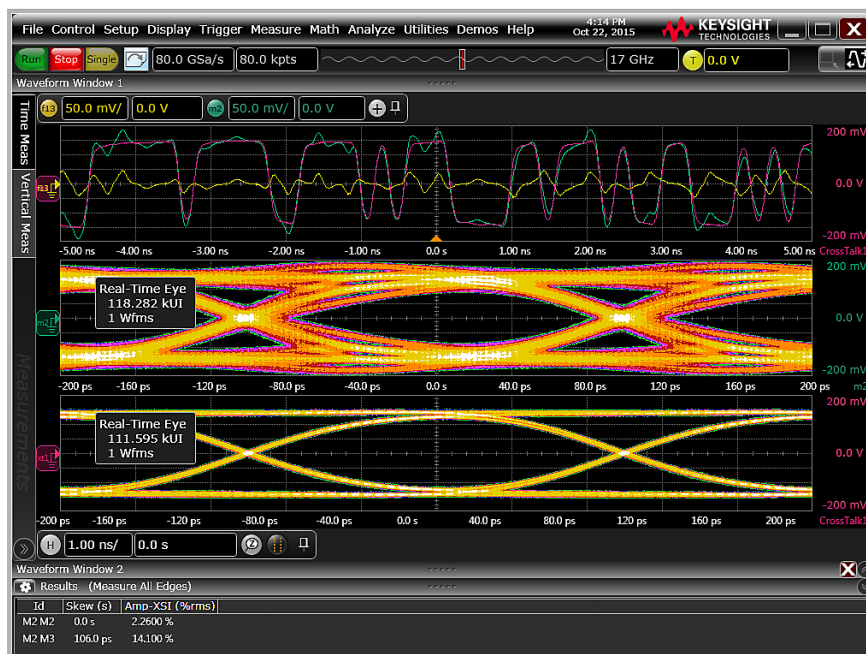 File Control Setup Display Trigger Measure Math Analyze Utilities Demos Help
4:14 PM
Oct 22, 2015
KEYSIGHT
TECHNOLOGIES
Run Stop Single 80.0 GSa/s 80.0 kpts 17 GHz T 0.0 V
Waveform Window 1
Time Meas
Vertical Meas
Measurements
f13 50.0 mV/ 0.0 V m2 50.0 mV/ 0.0 V
200 mV
f13 0.0 V
-200 mV
-5.00 ns -4.00 ns -3.00 ns -2.00 ns -1.00 ns 0.0 s 1.00 ns 2.00 ns 3.00 ns 4.00 ns 5.00 ns CrossTalk1
200 mV
Real-Time Eye
118.282 kUI
1 Wfms
m2 0.0 V
-200 mV
-200 ps -160 ps -120 ps -80.0 ps -40.0 ps 0.0 s 40.0 ps 80.0 ps 120 ps 160 ps 200 ps m2
200 mV
Real-Time Eye
111.595 kUI
1 Wfms
xt1 0.0 V
-200 mV
-200 ps -160 ps -120 ps -80.0 ps -40.0 ps 0.0 s 40.0 ps 80.0 ps 120 ps 160 ps 200 ps CrossTalk1
H 1.00 ns/ 0.0 s
Waveform Window 2
Results (Measure All Edges)
Id Skew (s) Amp-XSI (%rms)
M2 M2 0.0 s 2.2600 %
M2 M3 106.0 ps 14.100 %